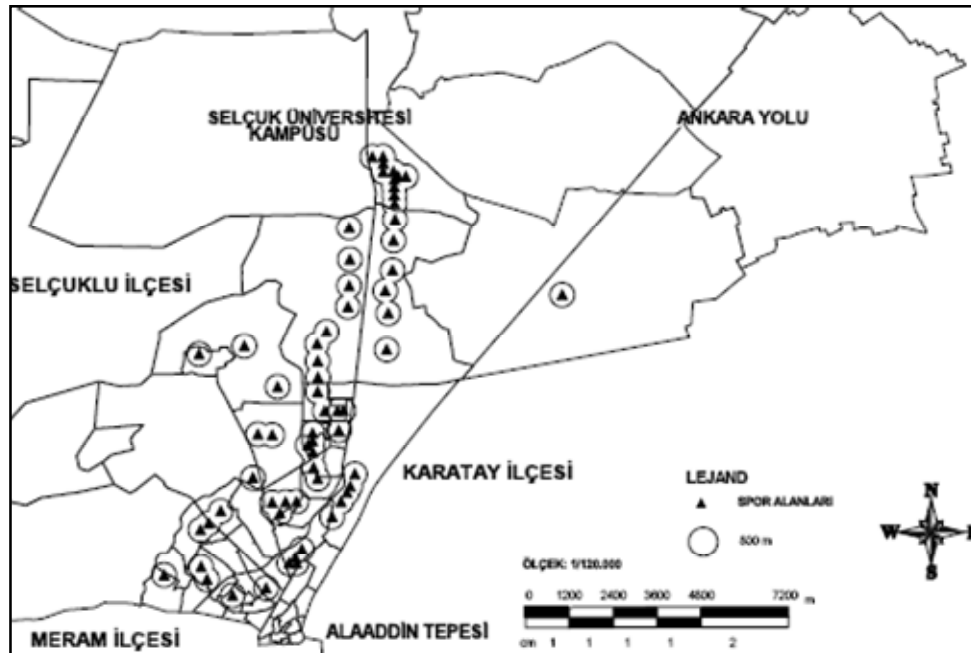 SELÇUK ÜNİVERSİTESİ
KAMPÜSÜ
ANKARA YOLU
SELÇUKLU İLÇESİ
KARATAY İLÇESİ
LEJAND
SPOR ALANLARI
500 m
N
W
S
ÖLÇEK: 1/120.000
0 1200 2400 3600 4800 7200 m
cm 1 1 1 1 2
MERAM İLÇESİ
ALAADDİN TEPESİ